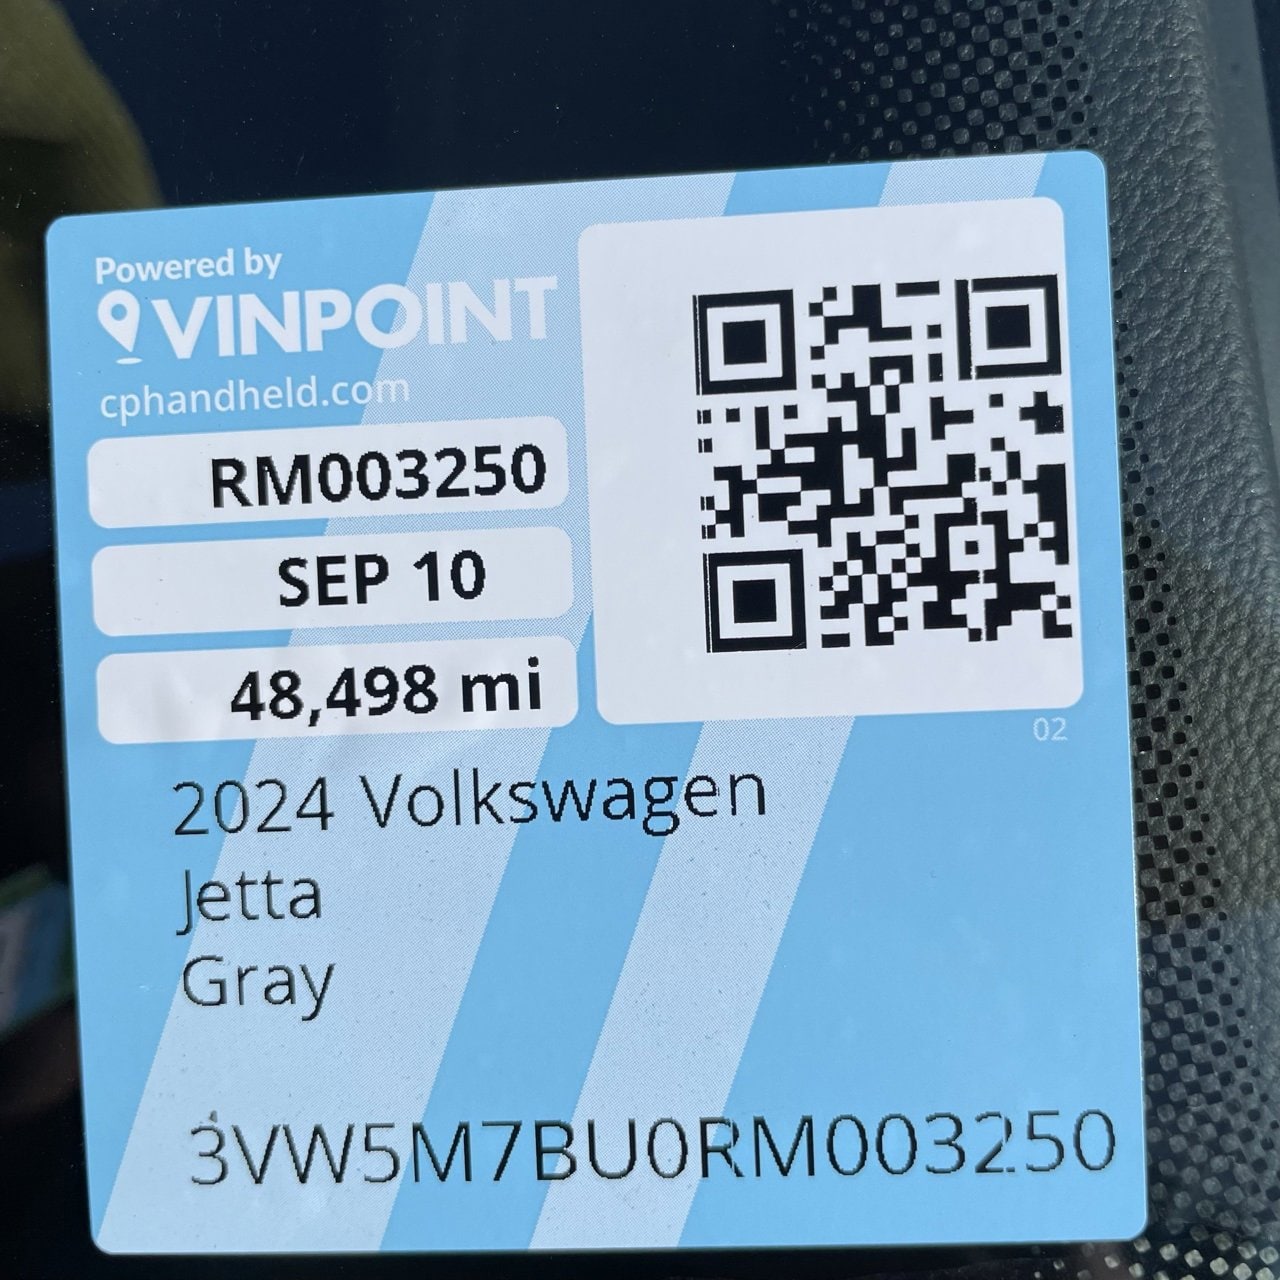 Powered by
VINPOINT
cphandheld.com
RM003250
SEP 10
48,498 mi
02
2024 Volkswagen
Jetta
Gray
3VW5M7BU0RM003250